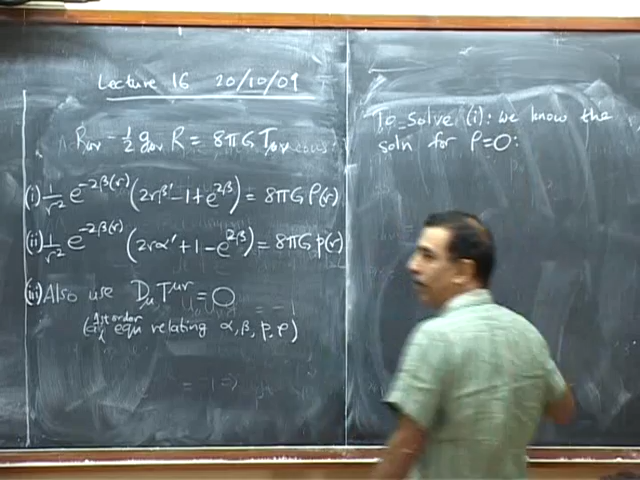 Lecture 16 20/10/09
Rμν - 1/2 gμν R = 8πG Tμν
(i) 1/r² e^{-2β(r)} (2rβ' - 1 + e^{2β}) = 8πG ρ(r)
(ii) 1/r² e^{-2β(r)} (2rα' + 1 - e^{2β}) = 8πG p(r)
(iii) Also use DμT^{μν} = 0
1st order
equ relating α, β, p, ρ)
To solve (i): we know the
soln for ρ=0: